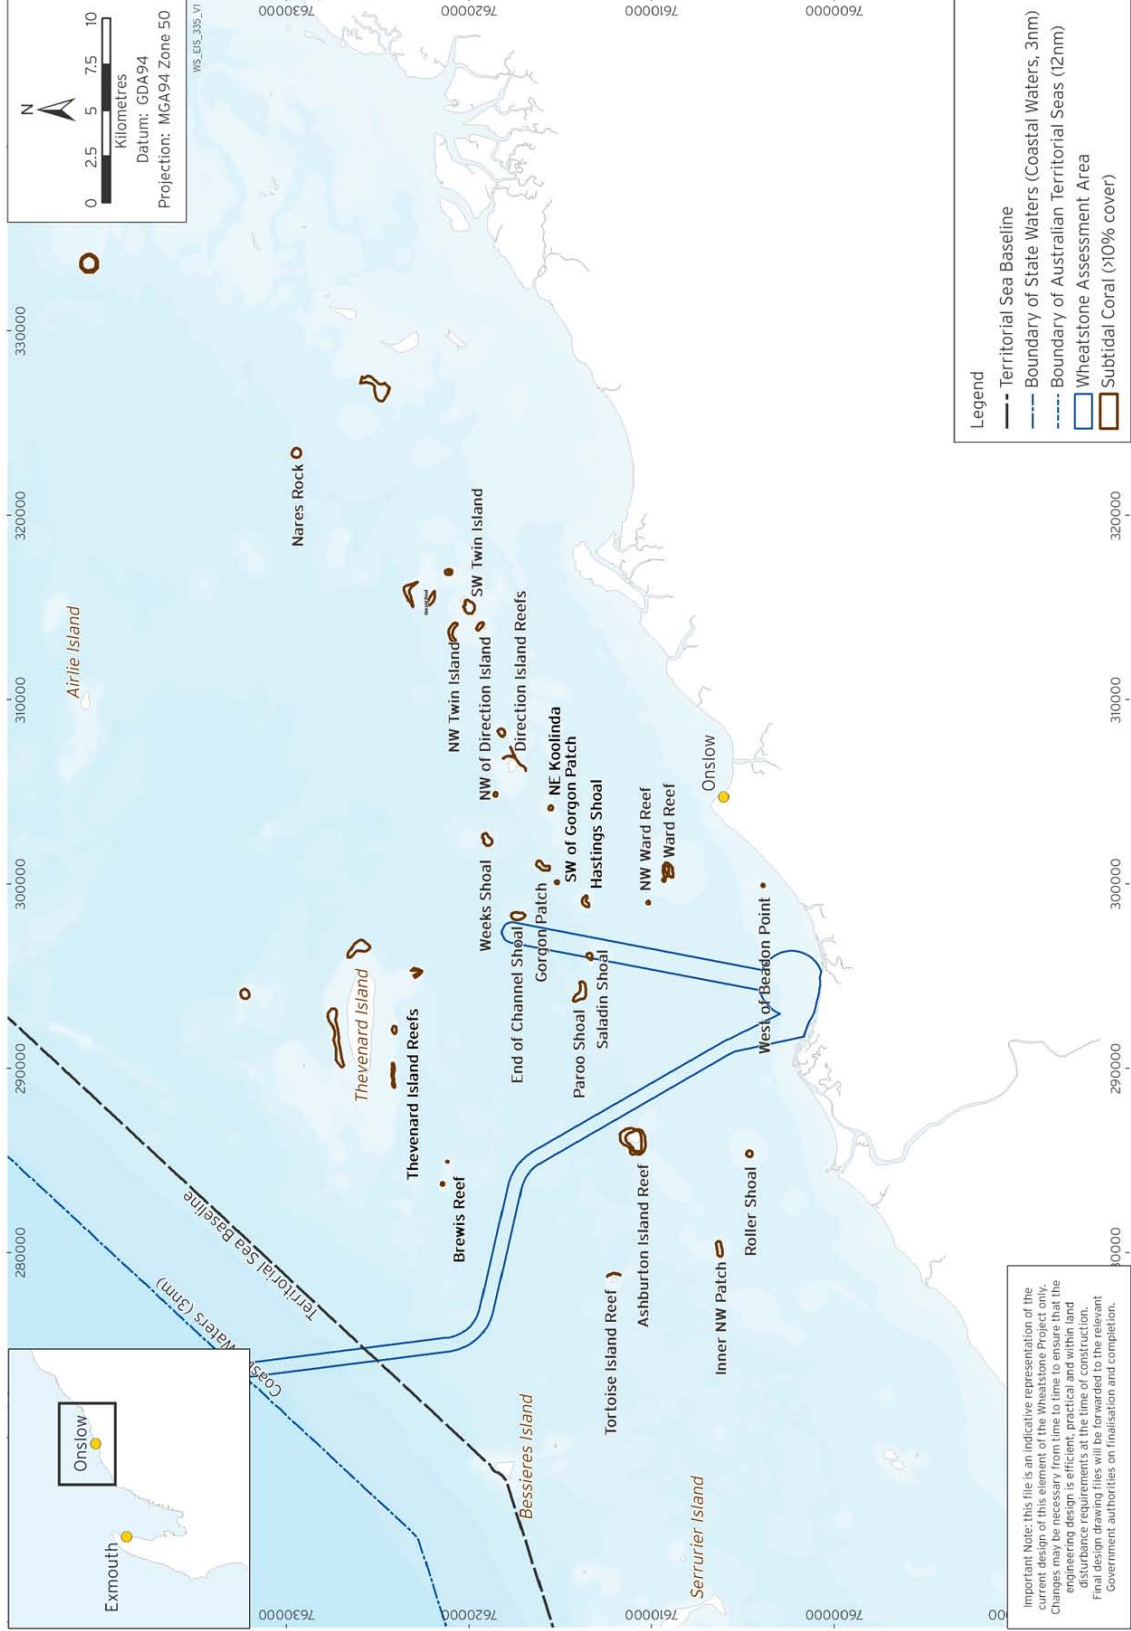 Exmouth
Onslow
280000
290000
300000
310000
320000
330000
N
0 2.5 5 7.5 10
Kilometres
Datum: GDA94
Projection: MGA94 Zone 50
WS_EIS_335_V1
7630000
7620000
7610000
7600000
7630000
7620000
7610000
7600000
Coastal Waters (3nm)
Territorial Sea Baseline
Airlie Island
Thevenard Island
Thevenard Island Reefs
Brewis Reef
Bessieres Island
Serrurier Island
Nares Rock
NW Twin Island
SW Twin Island
NW of Direction Island
Direction Island Reefs
Weeks Shoal
NE Koolinda
SW of Gorgon Patch
Hastings Shoal
End of Channel Shoal
Gorgon Patch
Paroo Shoal
Saladin Shoal
NW Ward Reef
Ward Reef
Onslow
West of Beadon Point
Tortoise Island Reef
Ashburton Island Reef
Inner NW Patch
Roller Shoal
290000
300000
310000
320000
Important Note: this file is an indicative representation of the
current design of this element of the Wheatstone Project only.
Changes may be necessary from time to time to ensure that the
engineering design is efficient, practical and within land
disturbance requirements at the time of construction.
Final design drawing files will be forwarded to the relevant
Government authorities on finalisation and completion.
Legend
Territorial Sea Baseline
Boundary of State Waters (Coastal Waters, 3nm)
Boundary of Australian Territorial Seas (12nm)
Wheatstone Assessment Area
Subtidal Coral (>10% cover)